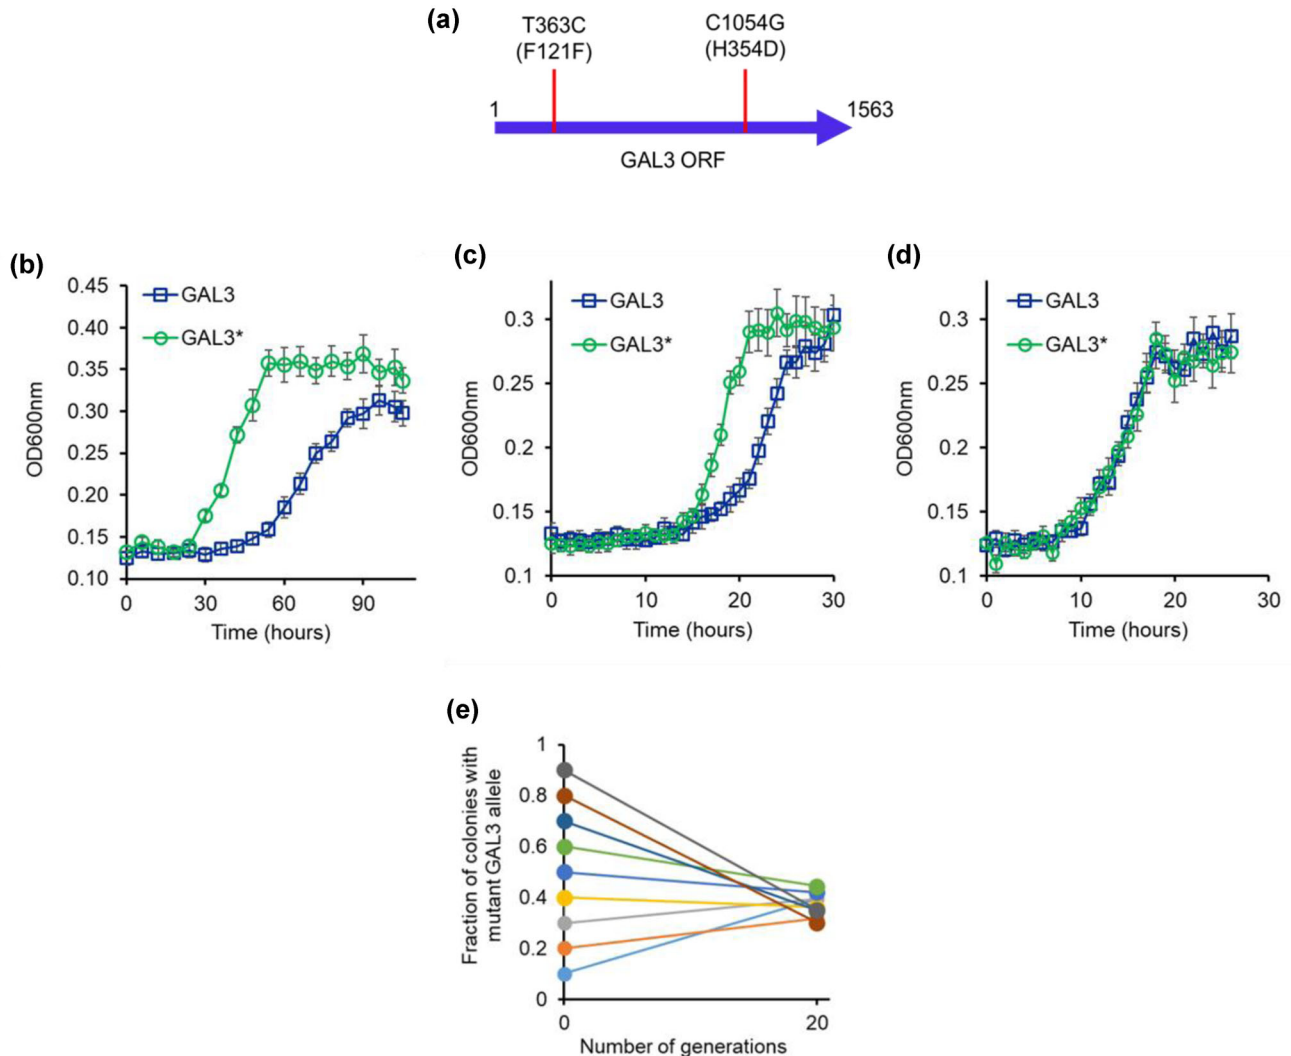 (a)
T363C
(F121F)
C1054G
(H354D)
1
1563
GAL3 ORF
(b)
0.45
0.40
0.35
0.30
0.25
0.20
0.15
0.10
OD600nm
GAL3
GAL3*
0
30
60
90
Time (hours)
(c)
0.3
0.25
0.2
0.15
0.1
OD600nm
GAL3
GAL3*
0
10
20
30
Time (hours)
(d)
0.3
0.25
0.2
0.15
0.1
OD600nm
GAL3
GAL3*
0
10
20
30
Time (hours)
(e)
Fraction of colonies with
mutant GAL3 allele
1
0.8
0.6
0.4
0.2
0
0
20
Number of generations